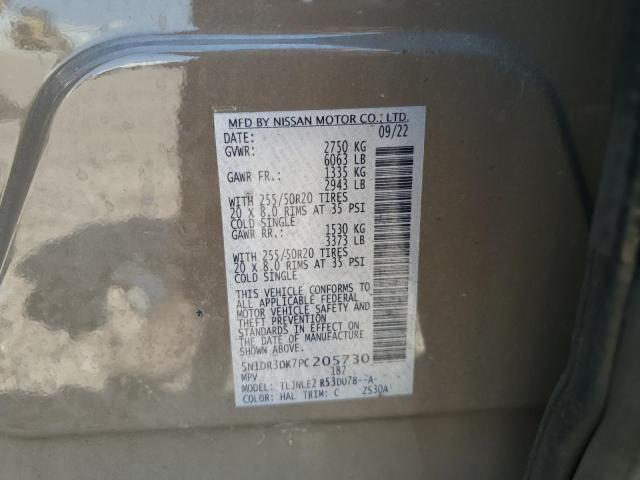 MFD BY NISSAN MOTOR CO., LTD.
DATE: 09/22
GVWR: 2750 KG
6063 LB
GAWR FR.: 1335 KG
2943 LB
WITH 255/50R20 TIRES
20 X 8.0 RIMS AT 35 PSI
COLD SINGLE
GAWR RR.: 1530 KG
3373 LB
WITH 255/50R20 TIRES
20 X 8.0 RIMS AT 35 PSI
COLD SINGLE
THIS VEHICLE CONFORMS TO
ALL APPLICABLE FEDERAL
MOTOR VEHICLE SAFETY AND
THEFT PREVENTION
STANDARDS IN EFFECT ON
THE DATE OF MANUFACTURE
5N1DR3DK7PC205730
MPV 187
MODEL TLJNLE2 R53DU7B--A-
COLOR: HAL TRIM: C ZS30A